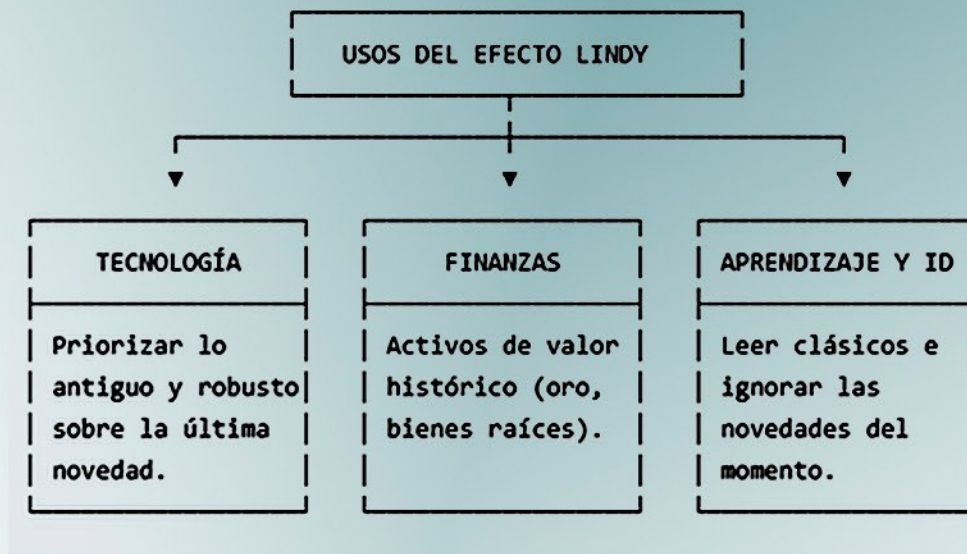 USOS DEL EFECTO LINDY
TECNOLOGÍA
Priorizar lo
antiguo y robusto
sobre la última
novedad.
FINANZAS
Activos de valor
histórico (oro,
bienes raíces).
APRENDIZAJE Y ID
Leer clásicos e
ignorar las
novedades del
momento.